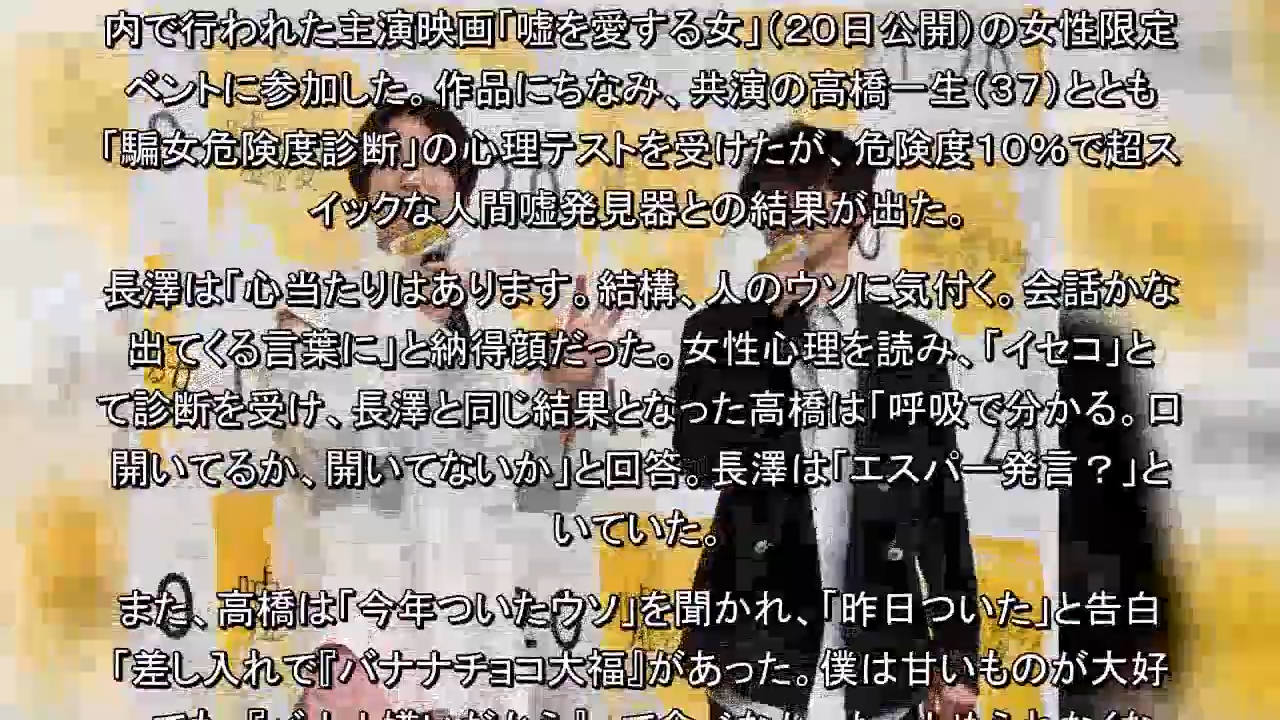 内で行われた主演映画「嘘を愛する女」（２０日公開）の女性限定
ベントに参加した。作品にちなみ、共演の高橋一生（３７）ととも
「騙女危険度診断」の心理テストを受けたが、危険度１０％で超ス
イックな人間嘘発見器との結果が出た。
長澤は「心当たりはあります。結構、人のウソに気付く。会話かな
出てくる言葉に」と納得顔だった。女性心理を読み、「イセコ」と
て診断を受け、長澤と同じ結果となった高橋は「呼吸で分かる。口
開いてるか、開いてないか」と回答。長澤は「エスパー発言？」と
いていた。
また、高橋は「今年ついたウソ」を聞かれ、「昨日ついた」と告白
「差し入れで『バナナチョコ大福』があった。僕は甘いものが大好